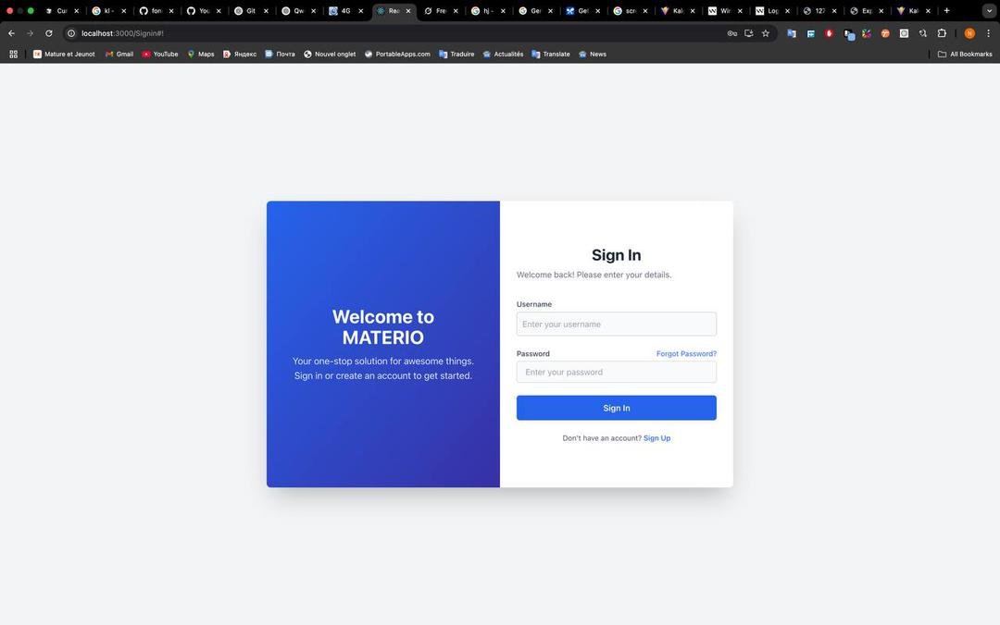 Cur
kl -
fon
You
Git
Qw
4G
Rea
Fre
hj -
Ger
Gel
scre
Kal
Wir
Log
127
Exp
Kal
localhost:3000/Signin#!
N
Mature et Jeunot
Gmail
YouTube
Maps
Яндекс
Почта
Nouvel onglet
PortableApps.com
Traduire
Actualités
Translate
News
All Bookmarks
Welcome to
MATERIO
Your one-stop solution for awesome things.
Sign in or create an account to get started.
Sign In
Welcome back! Please enter your details.
Username
Enter your username
Password Forgot Password?
Enter your password
Sign In
Don't have an account? Sign Up